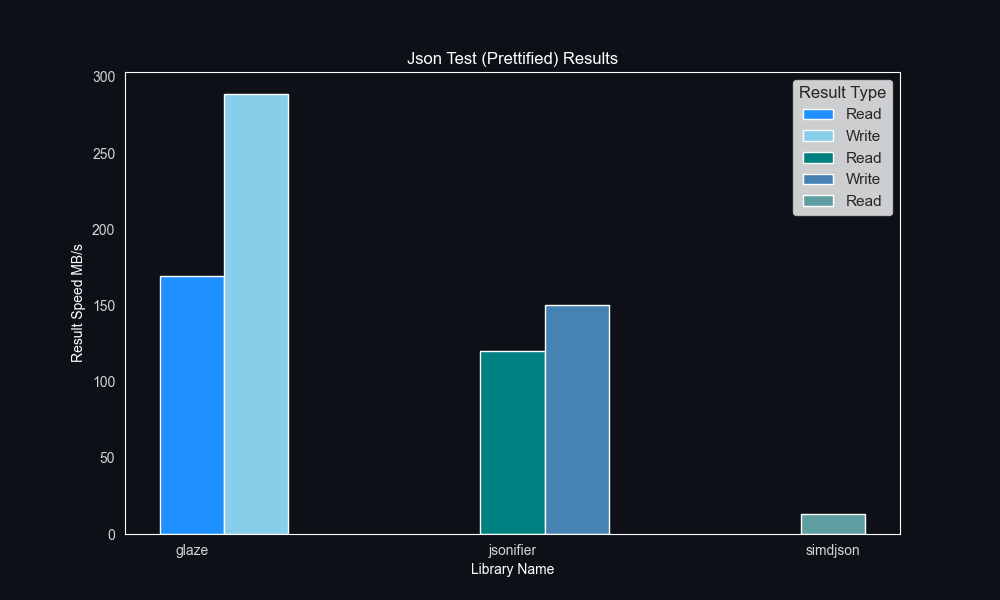 Json Test (Prettified) Results
300
250
200
150
100
50
0
Result Speed MB/s
Result Type
Read
Write
Read
Write
Read
glaze
jsonifier
simdjson
Library Name